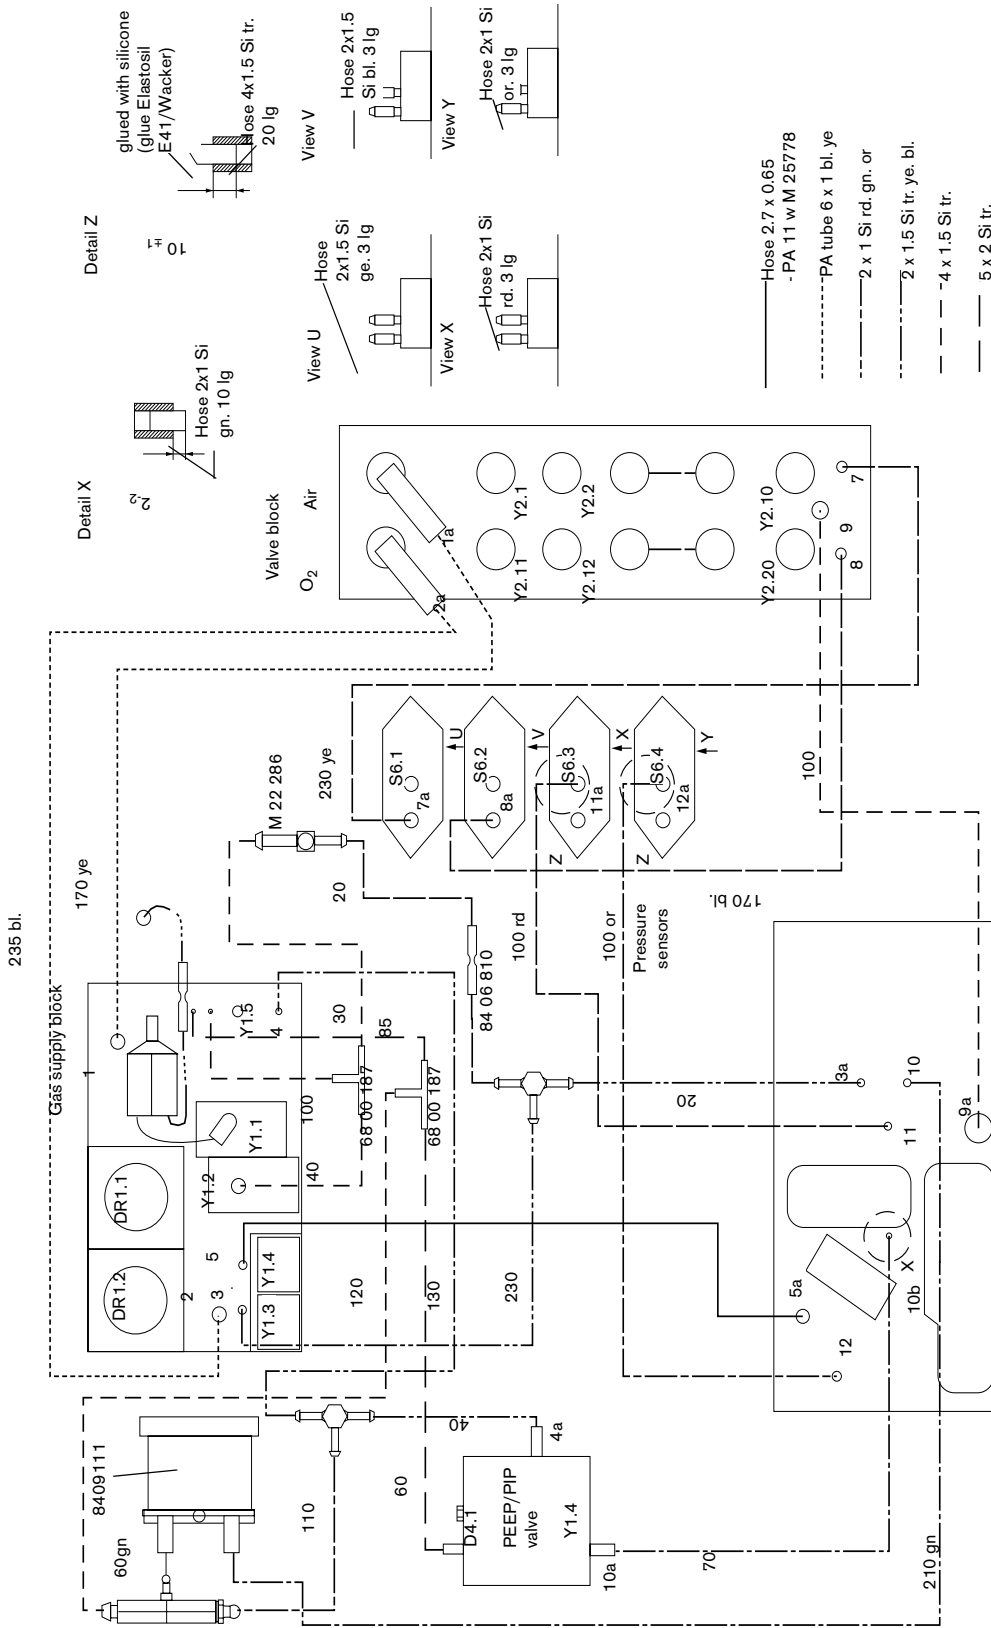 glued with silicone
(glue Elastosil
E41/Wacker)
Hose 4x1.5 Si tr.
20 lg
Detail Z
10 ±1
View V
Hose 2x1.5
Si bl. 3 lg
View Y
Hose 2x1 Si
or. 3 lg
Detail X
2-2
Hose 2x1 Si
gn. 10 lg
View U
Hose
2x1.5 Si
ge. 3 lg
View X
Hose 2x1 Si
rd. 3 lg
Hose 2.7 x 0.65
- PA 11 w M 25778
PA tube 6 x 1 bl. ye
2 x 1 Si rd. gn. or
2 x 1.5 Si tr. ye. bl.
4 x 1.5 Si tr.
5 x 2 Si tr.
Valve block
O2
Air
2a
1a
Y2.11
Y2.1
Y2.12
Y2.2
Y2.20
Y2.10
8
9
7
235 bl.
170 ye
Gas supply block
1
M 22 286
230 ye
S6.1
7a
U
S6.2
8a
V
S6.3
11a
X
S6.4
12a
Y
Z
Z
100
170 bl.
20
84 06 810
100 rd
100 or
Pressure
sensors
Y1.5
4
30
85
100
68 00 187
68 00 187
Y1.1
Y1.2
40
DR1.1
DR1.2
2
3
5
Y1.4
Y1.3
120
130
230
20
3a
10
11
9a
5a
12
X
10b
8409111
60gn
110
40
4a
60
D4.1
PEEP/PIP
valve
Y1.4
10a
70
210 gn